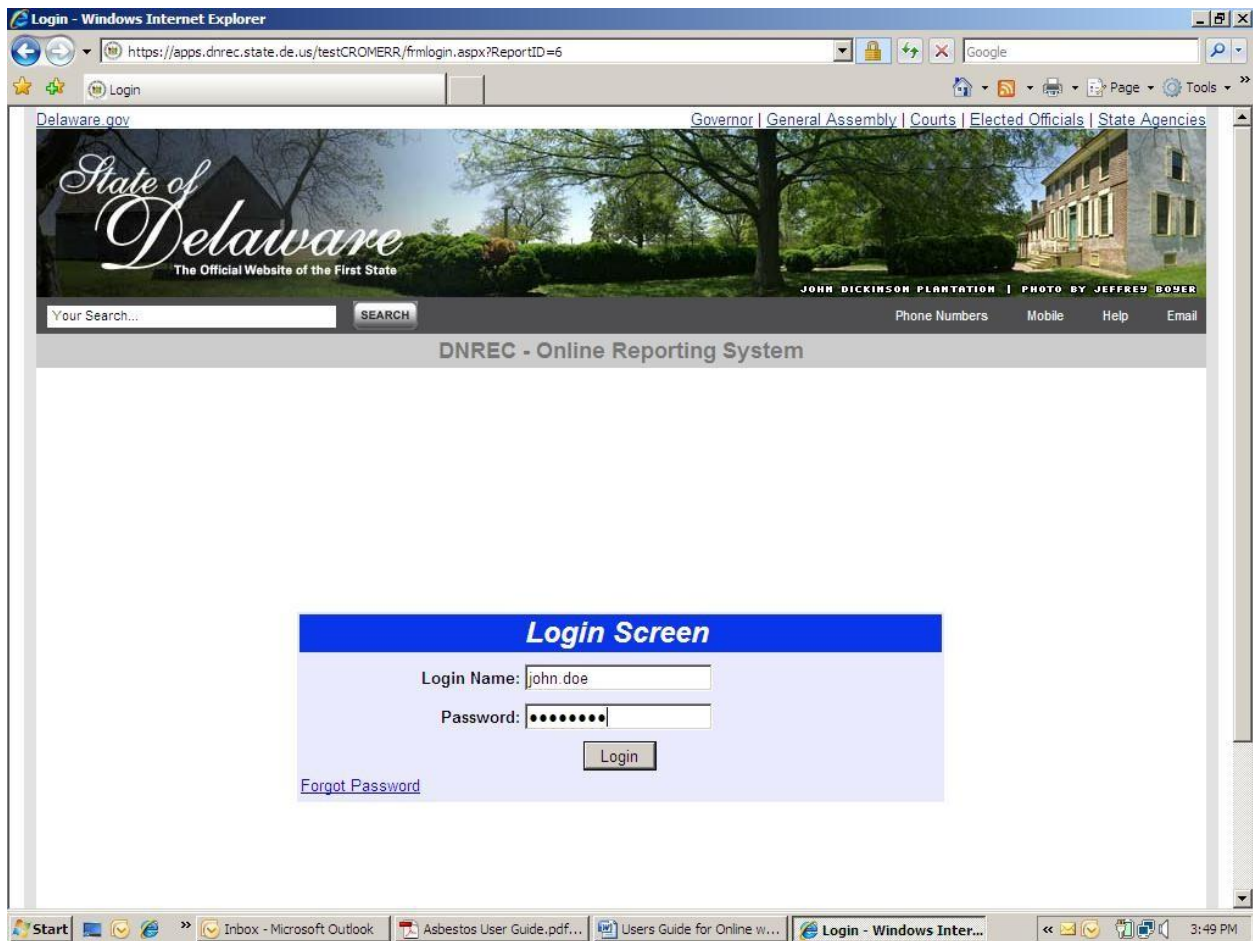 Login - Windows Internet Explorer
https://apps.dnrec.state.de.us/testCROMERR/frmlogin.aspx?ReportID=6
Google
Login
Page
Tools
»
Delaware.gov
Governor | General Assembly | Courts | Elected Officials | State Agencies
State of
Delaware
The Official Website of the First State
JOHN DICKINSON PLANTATION | PHOTO BY JEFFREY BOYER
Your Search...
SEARCH
Phone Numbers
Mobile
Help
Email
DNREC - Online Reporting System
Login Screen
Login Name: john.doe
Password: ••••••••
Login
Forgot Password
Start
»
Inbox - Microsoft Outlook
Asbestos User Guide.pdf...
Users Guide for Online w...
Login - Windows Inter...
«
3:49 PM